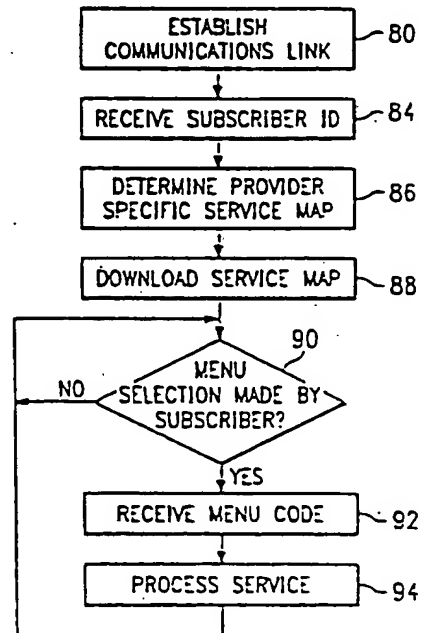 ESTABLISH
COMMUNICATIONS LINK
80
RECEIVE SUBSCRIBER ID
84
DETERMINE PROVIDER
SPECIFIC SERVICE MAP
86
DOWNLOAD SERVICE MAP
88
90
MENU
SELECTION MADE BY
SUBSCRIBER?
NO
YES
RECEIVE MENU CODE
92
PROCESS SERVICE
94